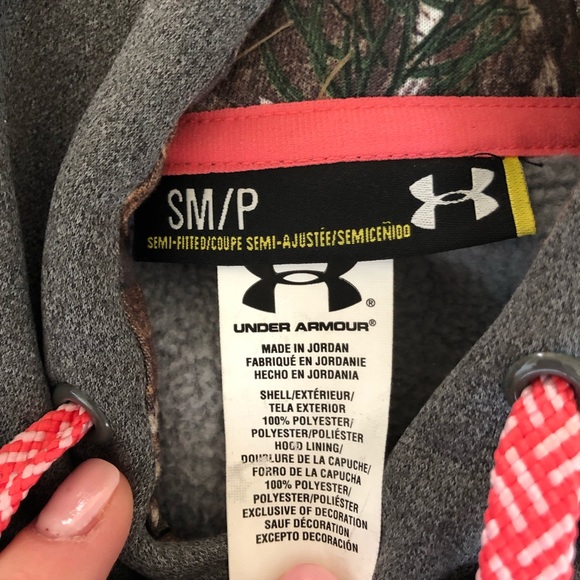 SM/P
SEMI-FITTED/COUPE SEMI-AJUSTÉE/SEMICEÑIDO
UNDER ARMOUR®
®
MADE IN JORDAN
FABRIQUÉ EN JORDANIE
HECHO EN JORDANIA
SHELL/EXTÉRIEUR/
TELA EXTERIOR
100% POLYESTER/
POLYESTER/POLIÉSTER
HOOD LINING/
DOUBLURE DE LA CAPUCHE/
FORRO DE LA CAPUCHA
100% POLYESTER/
POLYESTER/POLIÉSTER
EXCLUSIVE OF DECORATION
SAUF DÉCORATION
EXCEPTO DECORACIÓN